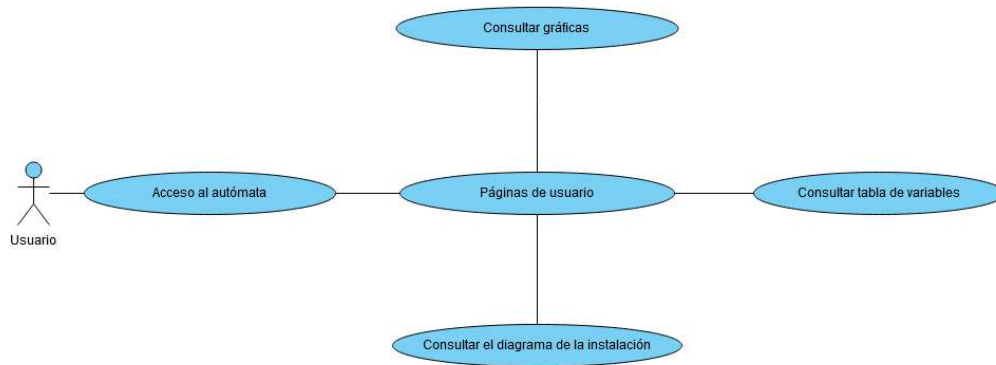 Consultar gráficas
Acceso al autómata
Páginas de usuario
Consultar tabla de variables
Usuario
Consultar el diagrama de la instalación